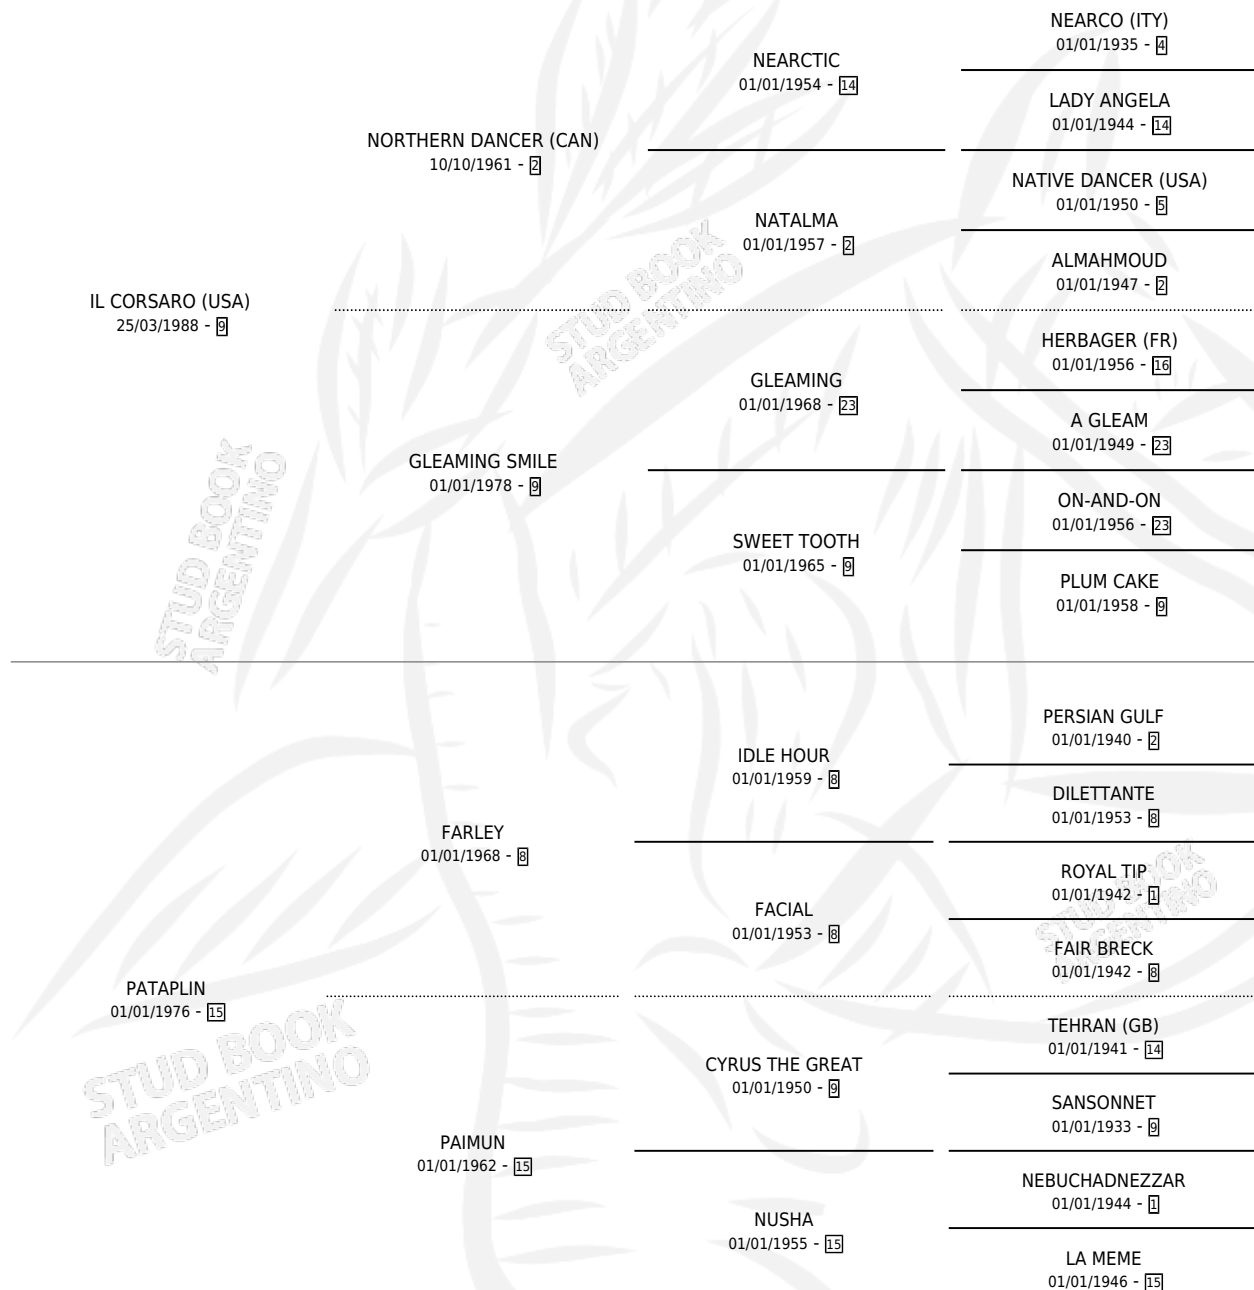 IL CORSARO (USA)
25/03/1988 - 9
NORTHERN DANCER (CAN)
10/10/1961 - 2
NEARCTIC
01/01/1954 - 14
NEARCO (ITY)
01/01/1935 - 4
LADY ANGELA
01/01/1944 - 14
NATALMA
01/01/1957 - 2
NATIVE DANCER (USA)
01/01/1950 - 5
ALMAHMOUD
01/01/1947 - 2
GLEAMING SMILE
01/01/1978 - 9
GLEAMING
01/01/1968 - 23
HERBAGER (FR)
01/01/1956 - 16
A GLEAM
01/01/1949 - 23
SWEET TOOTH
01/01/1965 - 9
ON-AND-ON
01/01/1956 - 23
PLUM CAKE
01/01/1958 - 9
PATAPLIN
01/01/1976 - 15
FARLEY
01/01/1968 - 8
IDLE HOUR
01/01/1959 - 8
PERSIAN GULF
01/01/1940 - 2
DILETTANTE
01/01/1953 - 8
FACIAL
01/01/1953 - 8
ROYAL TIP
01/01/1942 - 1
FAIR BRECK
01/01/1942 - 8
PAIMUN
01/01/1962 - 15
CYRUS THE GREAT
01/01/1950 - 9
TEHRAN (GB)
01/01/1941 - 14
SANSONNET
01/01/1933 - 9
NUSHA
01/01/1955 - 15
NEBUCHADNEZZAR
01/01/1944 - 1
LA MEME
01/01/1946 - 15
STUD BOOK
ARGENTINO
STUD BOOK
ARGENTINO
STUD BOOK
ARGENTINO
STUD BOOK
ARGENTINO